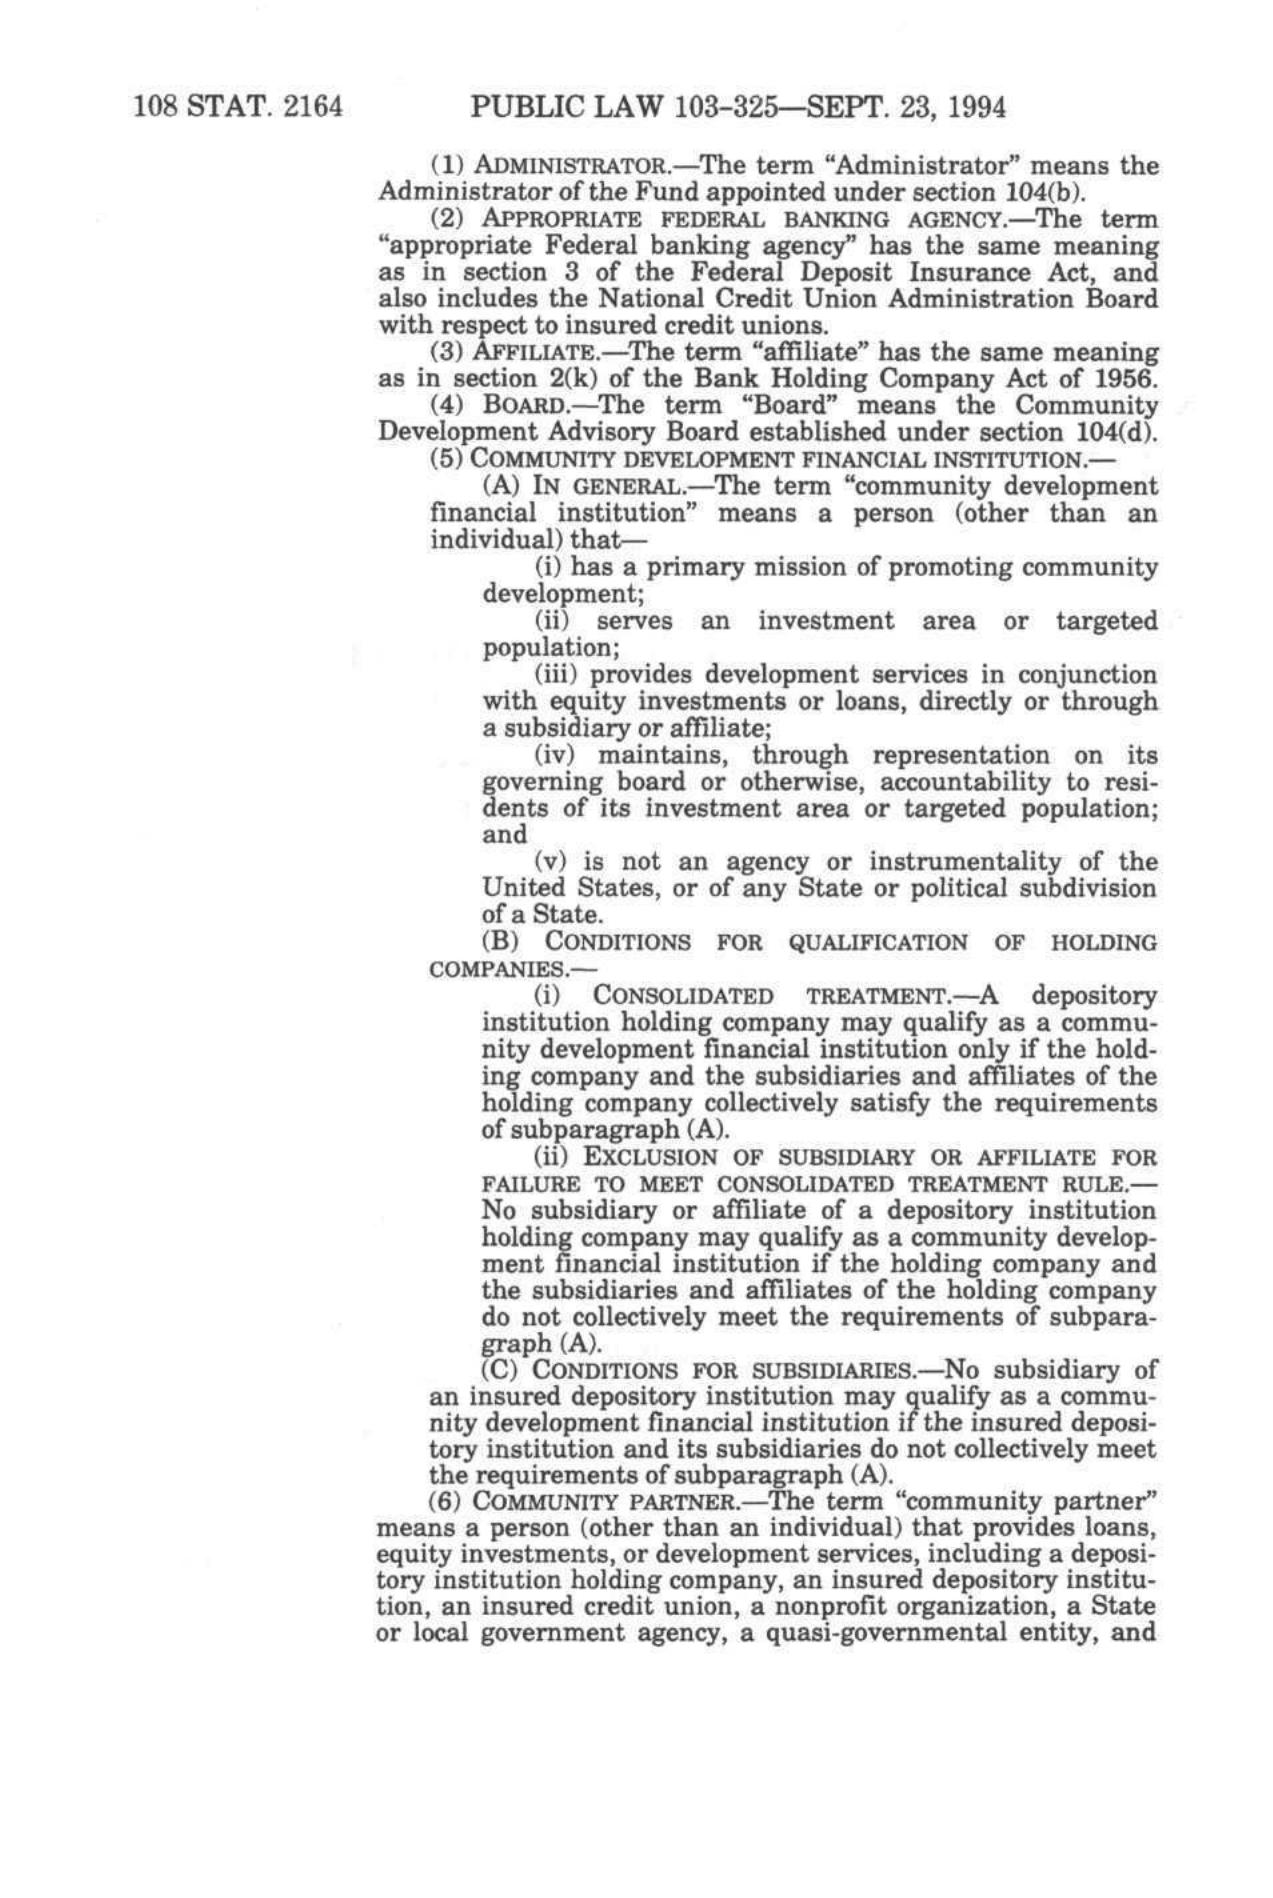 108 STAT. 2164 PUBLIC LAW 103-325—SEPT. 23, 1994
(1) ADMINISTRATOR.—The term “Administrator” means the
Administrator of the Fund appointed under section 104(b).
(2) APPROPRIATE FEDERAL BANKING AGENCY.—The term
“appropriate Federal banking agency” has the same meaning
as in section 3 of the Federal Deposit Insurance Act, and
also includes the National Credit Union Administration Board
with respect to insured credit unions.
(3) AFFILIATE.—The term “affiliate” has the same meaning
as in section 2(k) of the Bank Holding Company Act of 1956.
(4) BOARD.—The term “Board” means the Community
Development Advisory Board established under section 104(d).
(5) COMMUNITY DEVELOPMENT FINANCIAL INSTITUTION.—
(A) IN GENERAL.—The term “community development
financial institution” means a person (other than an
individual) that—
(i) has a primary mission of promoting community
development;
(ii) serves an investment area or targeted
population;
(iii) provides development services in conjunction
with equity investments or loans, directly or through
a subsidiary or affiliate;
(iv) maintains, through representation on its
governing board or otherwise, accountability to resi-
dents of its investment area or targeted population;
and
(v) is not an agency or instrumentality of the
United States, or of any State or political subdivision
of a State.
(B) CONDITIONS FOR QUALIFICATION OF HOLDING
COMPANIES.—
(i) CONSOLIDATED TREATMENT.—A depository
institution holding company may qualify as a commu-
nity development financial institution only if the hold-
ing company and the subsidiaries and affiliates of the
holding company collectively satisfy the requirements
of subparagraph (A).
(ii) EXCLUSION OF SUBSIDIARY OR AFFILIATE FOR
FAILURE TO MEET CONSOLIDATED TREATMENT RULE.—
No subsidiary or affiliate of a depository institution
holding company may qualify as a community develop-
ment financial institution if the holding company and
the subsidiaries and affiliates of the holding company
do not collectively meet the requirements of subpara-
graph (A).
(C) CONDITIONS FOR SUBSIDIARIES.—No subsidiary of
an insured depository institution may qualify as a commu-
nity development financial institution if the insured deposi-
tory institution and its subsidiaries do not collectively meet
the requirements of subparagraph (A).
(6) COMMUNITY PARTNER.—The term “community partner”
means a person (other than an individual) that provides loans,
equity investments, or development services, including a deposi-
tory institution holding company, an insured depository institu-
tion, an insured credit union, a nonprofit organization, a State
or local government agency, a quasi-governmental entity, and